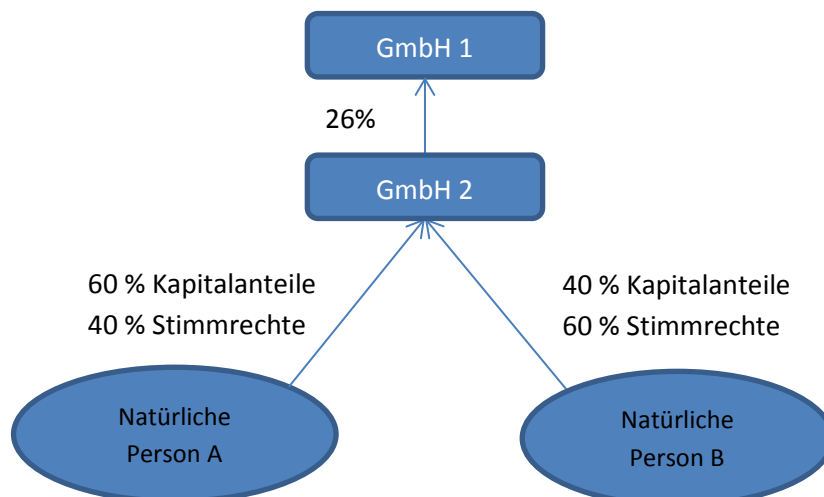 GmbH 1
26%
GmbH 2
60 % Kapitalanteile
40 % Stimmrechte
40 % Kapitalanteile
60 % Stimmrechte
Natürliche
Person A
Natürliche
Person B